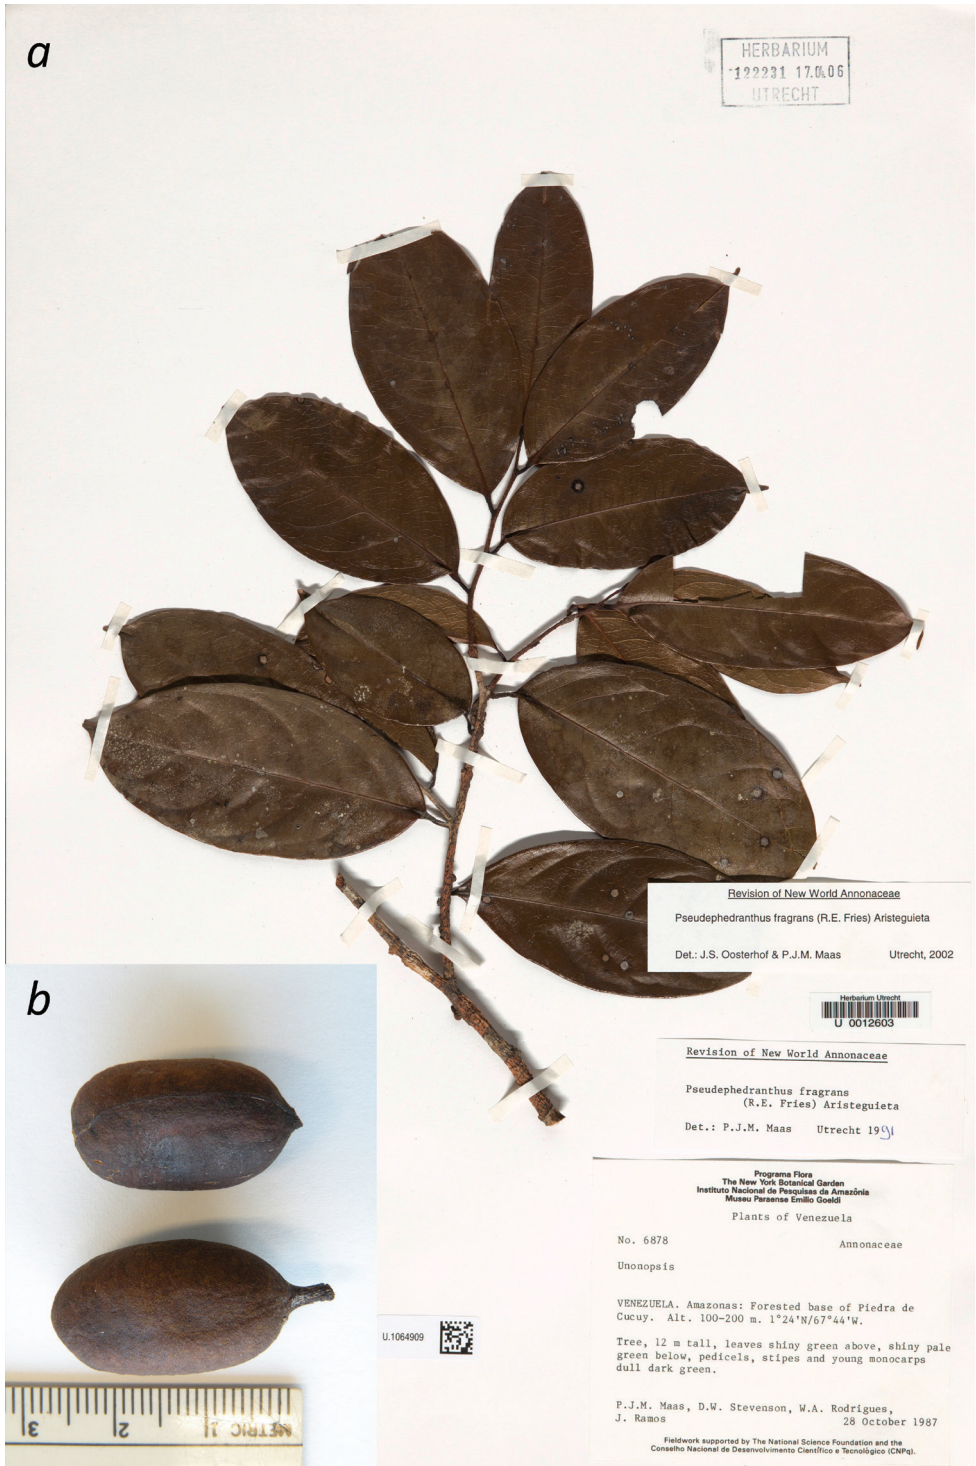 a
HERBARIUM
-122231 17.04.06
UTRECHT
Revision of New World Annonaceae
Pseudephedranthus fragrans (R.E. Fries) Aristeguieta
Det.: J.S. Oosterhof & P.J.M. Maas Utrecht, 2002
Herbarium Utrecht
U 0012603
Revision of New World Annonaceae
Pseudephedranthus fragrans
(R.E. Fries) Aristeguieta
Det.: P.J.M. Maas Utrecht 1991
Programa Flora
The New York Botanical Garden
Instituto Nacional de Pesquisas da Amazônia
Museu Paraense Emílio Goeldi
Plants of Venezuela
No. 6878 Annonaceae
Unonopsis
VENEZUELA. Amazonas: Forested base of Piedra de
Cucuy. Alt. 100-200 m. 1°24'N/67°44'W.
Tree, 12 m tall, leaves shiny green above, shiny pale
green below, pedicels, stipes and young monocarps
dull dark green.
P.J.M. Maas, D.W. Stevenson, W.A. Rodrigues,
J. Ramos 28 October 1987
Fieldwork supported by The National Science Foundation and the
Conselho Nacional de Desenvolvimento Científico e Tecnológico (CNPq).
U.1064909
b
3 2 1 METRIC